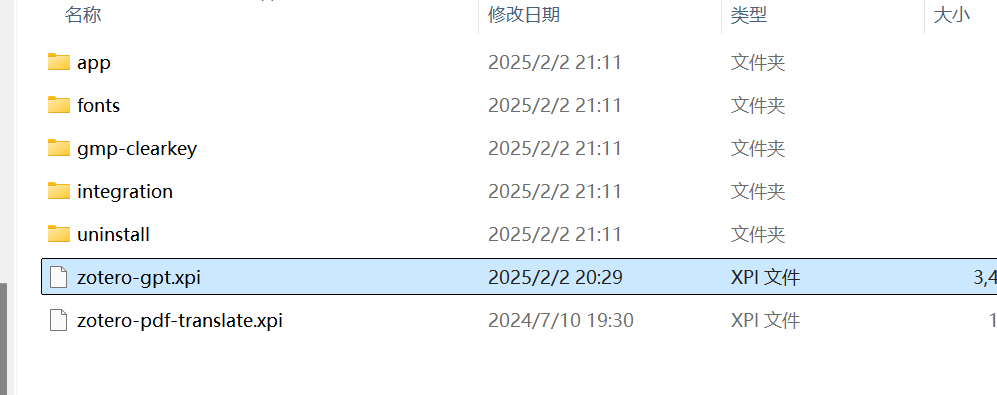 名称 修改日期 类型 大小
app 2025/2/2 21:11 文件夹
fonts 2025/2/2 21:11 文件夹
gmp-clearkey 2025/2/2 21:11 文件夹
integration 2025/2/2 21:11 文件夹
uninstall 2025/2/2 21:11 文件夹
zotero-gpt.xpi 2025/2/2 20:29 XPI 文件 3,4
zotero-pdf-translate.xpi 2024/7/10 19:30 XPI 文件 1